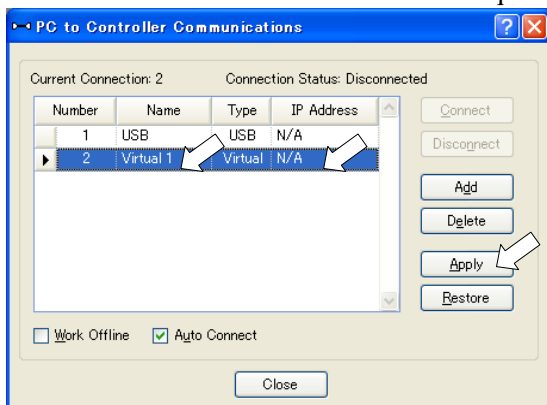 PC to Controller Communications
Current Connection: 2 Connection Status: Disconnected
Number Name Type IP Address
1 USB USB N/A
2 Virtual 1 Virtual N/A
Connect
Disconnect
Add
Delete
Apply
Restore
Work Offline Auto Connect
Close